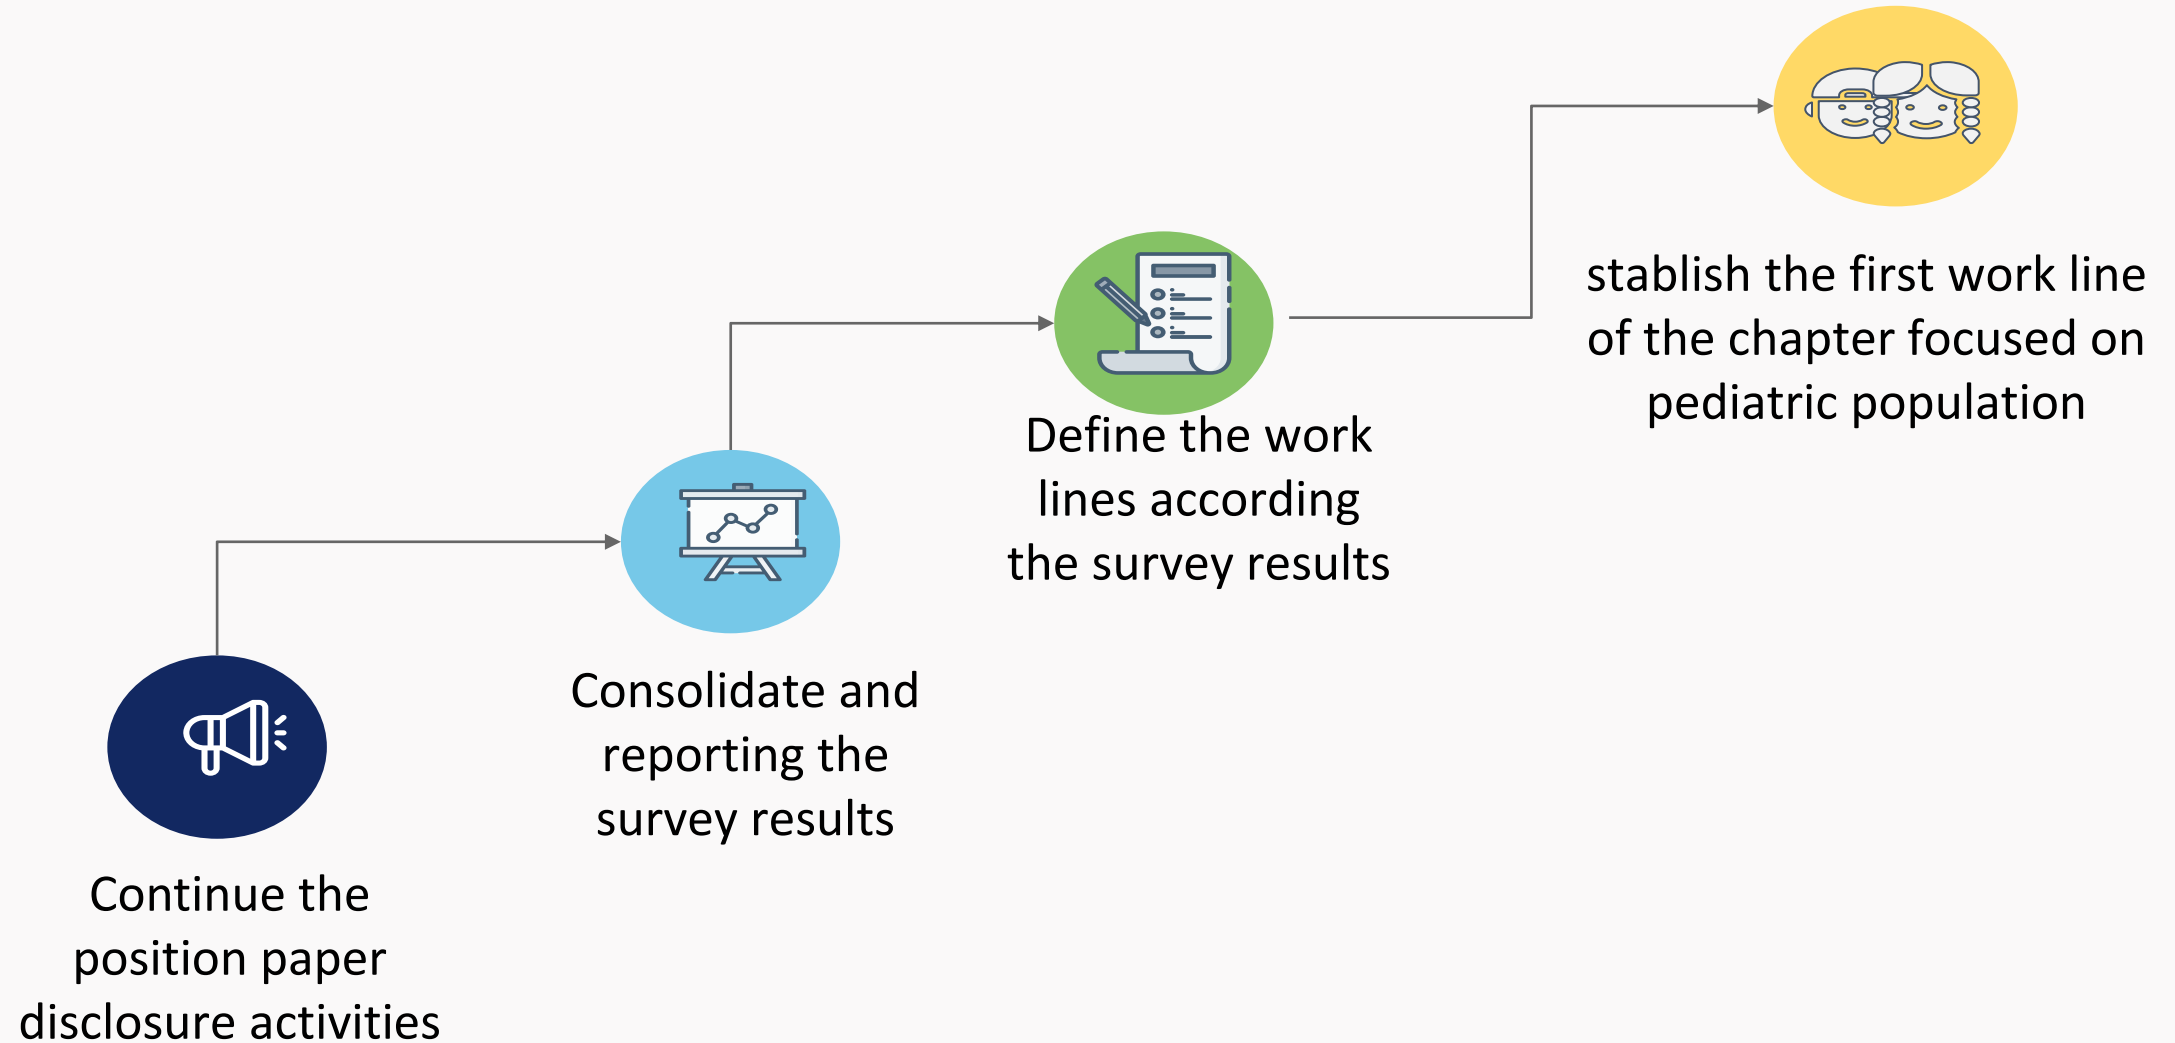 stablish the first work line
of the chapter focused on
pediatric population
Define the work
lines according
the survey results
Consolidate and
reporting the
survey results
Continue the
position paper
disclosure activities